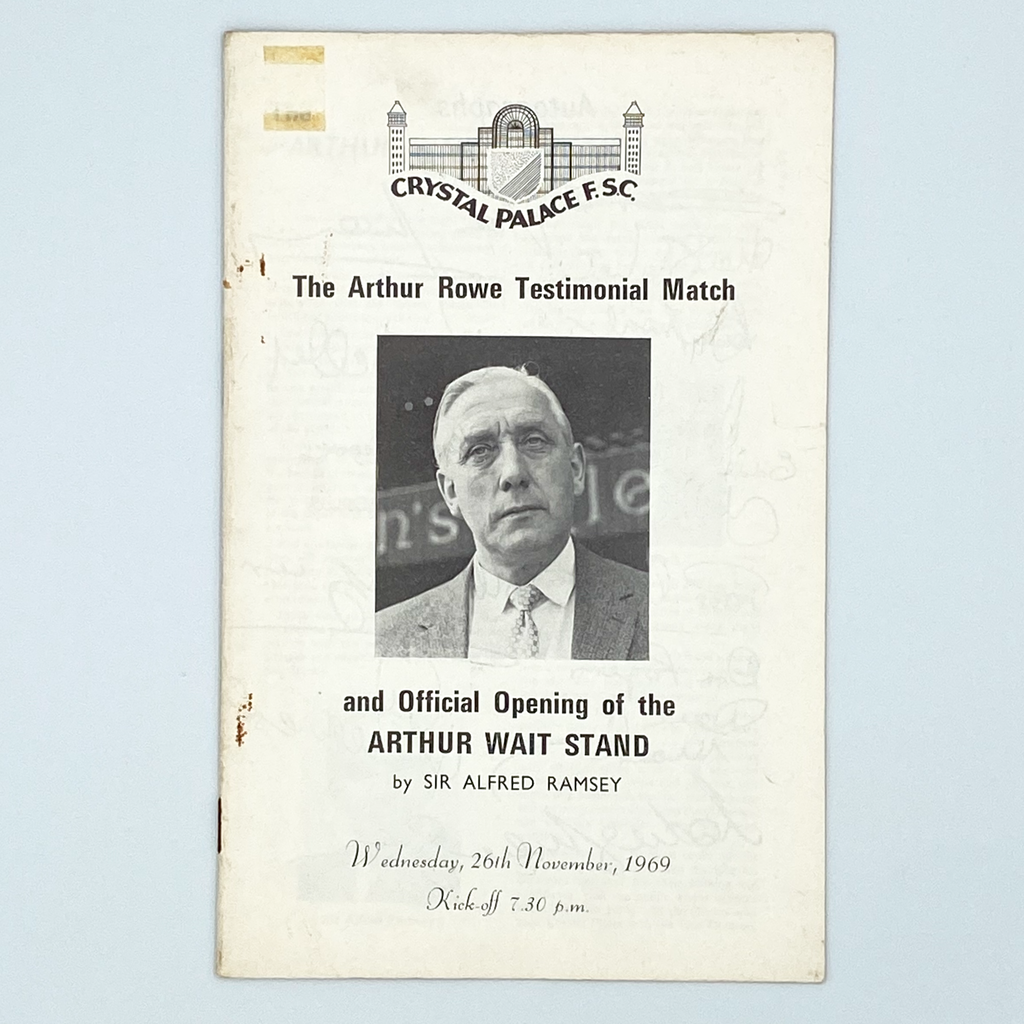 CRYSTAL PALACE F.S.C.
The Arthur Rowe Testimonial Match
n's
le
and Official Opening of the
ARTHUR WAIT STAND
by SIR ALFRED RAMSEY
Wednesday, 26th November, 1969
Kick-off 7.30 p.m.